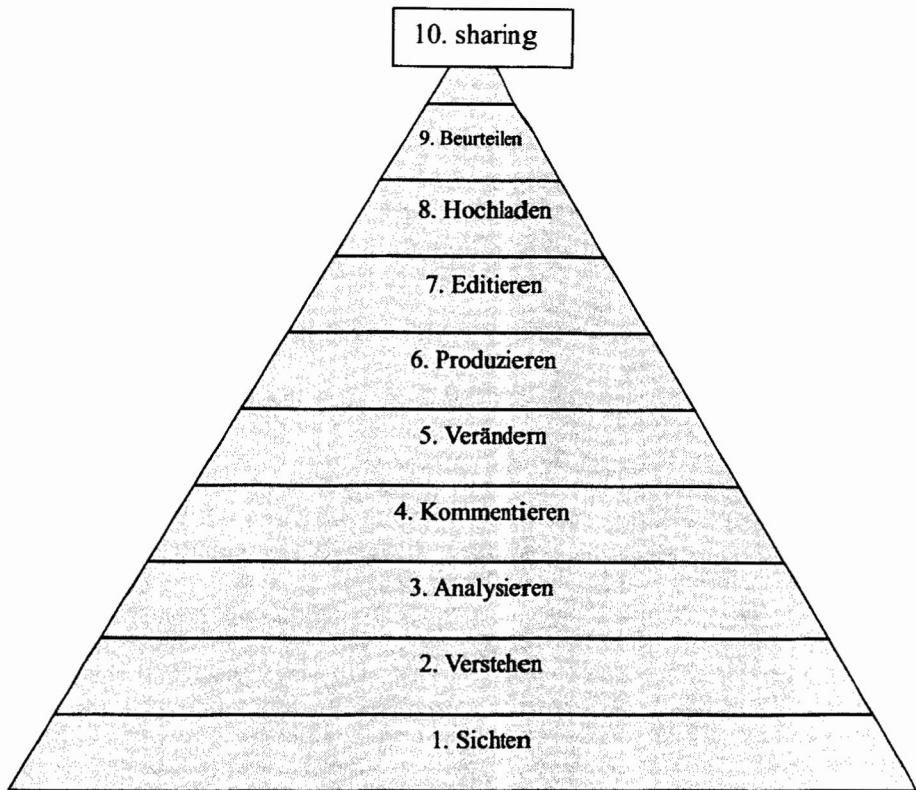 10. sharing
9. Beurteilen
8. Hochladen
7. Editieren
6. Produzieren
5. Verändern
4. Kommentieren
3. Analysieren
2. Verstehen
1. Sichten